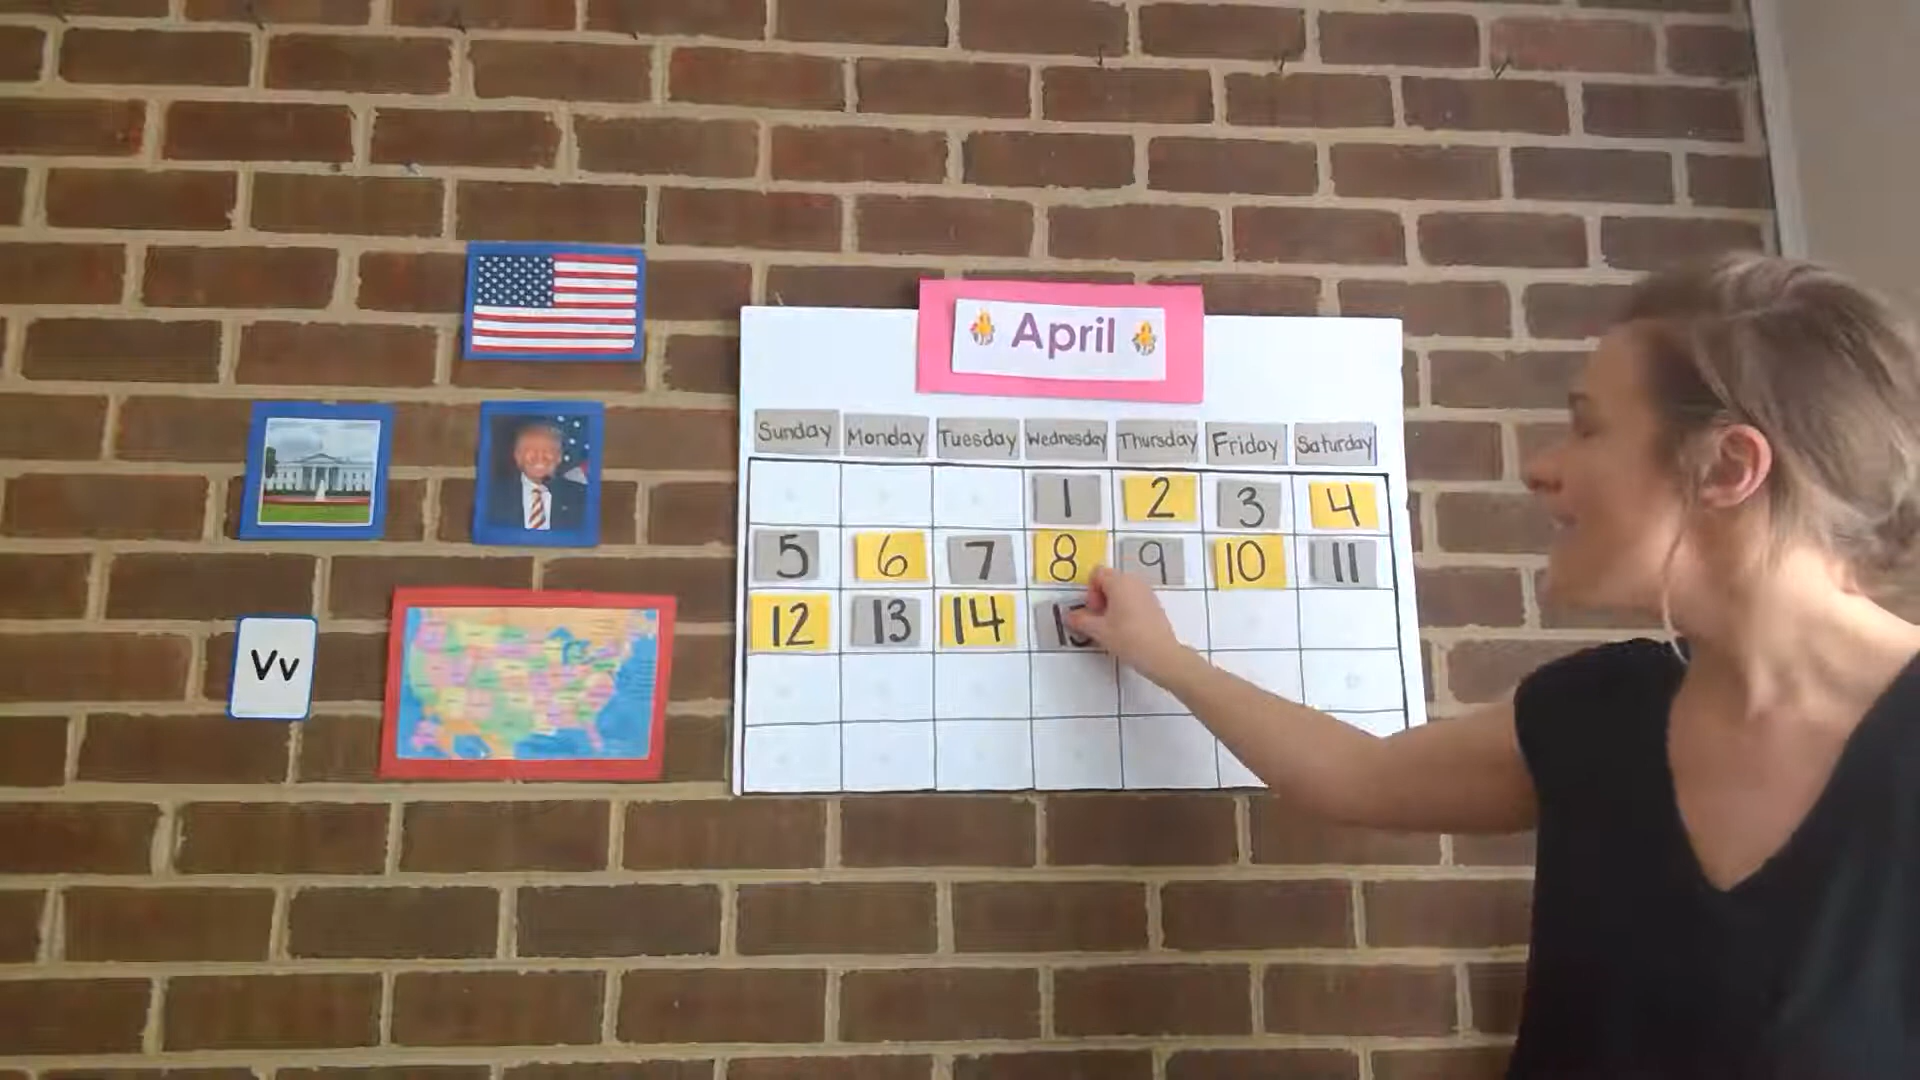 April
Sunday Monday Tuesday Wednesday Thursday Friday Saturday
1 2 3 4
5 6 7 8 9 10 11
12 13 14 15
Vv